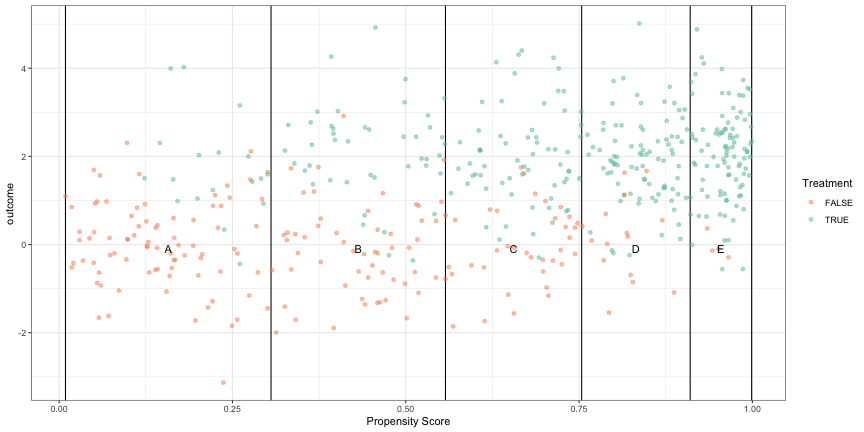 4
2
0
-2
outcome
A
B
C
D
E
0.00
0.25
0.50
0.75
1.00
Propensity Score
Treatment
FALSE
TRUE